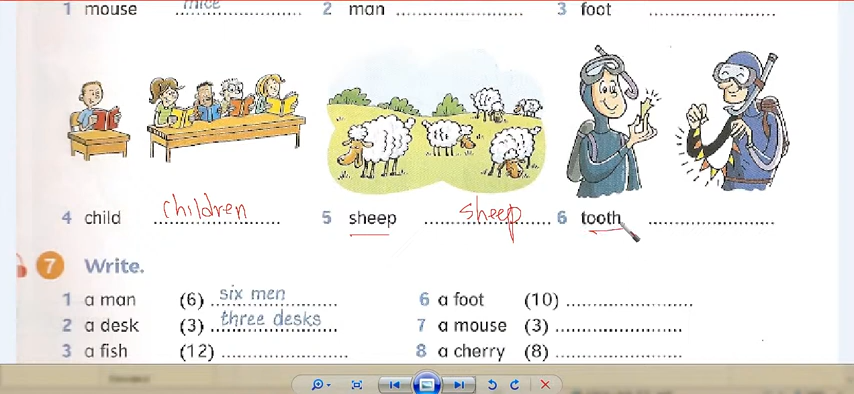 1 mouse mice 2 man 3 foot
4 child children 5 sheep sheep 6 tooth
7 Write.
1 a man (6) six men 6 a foot (10)
2 a desk (3) three desks 7 a mouse (3)
3 a fish (12) 8 a cherry (8)